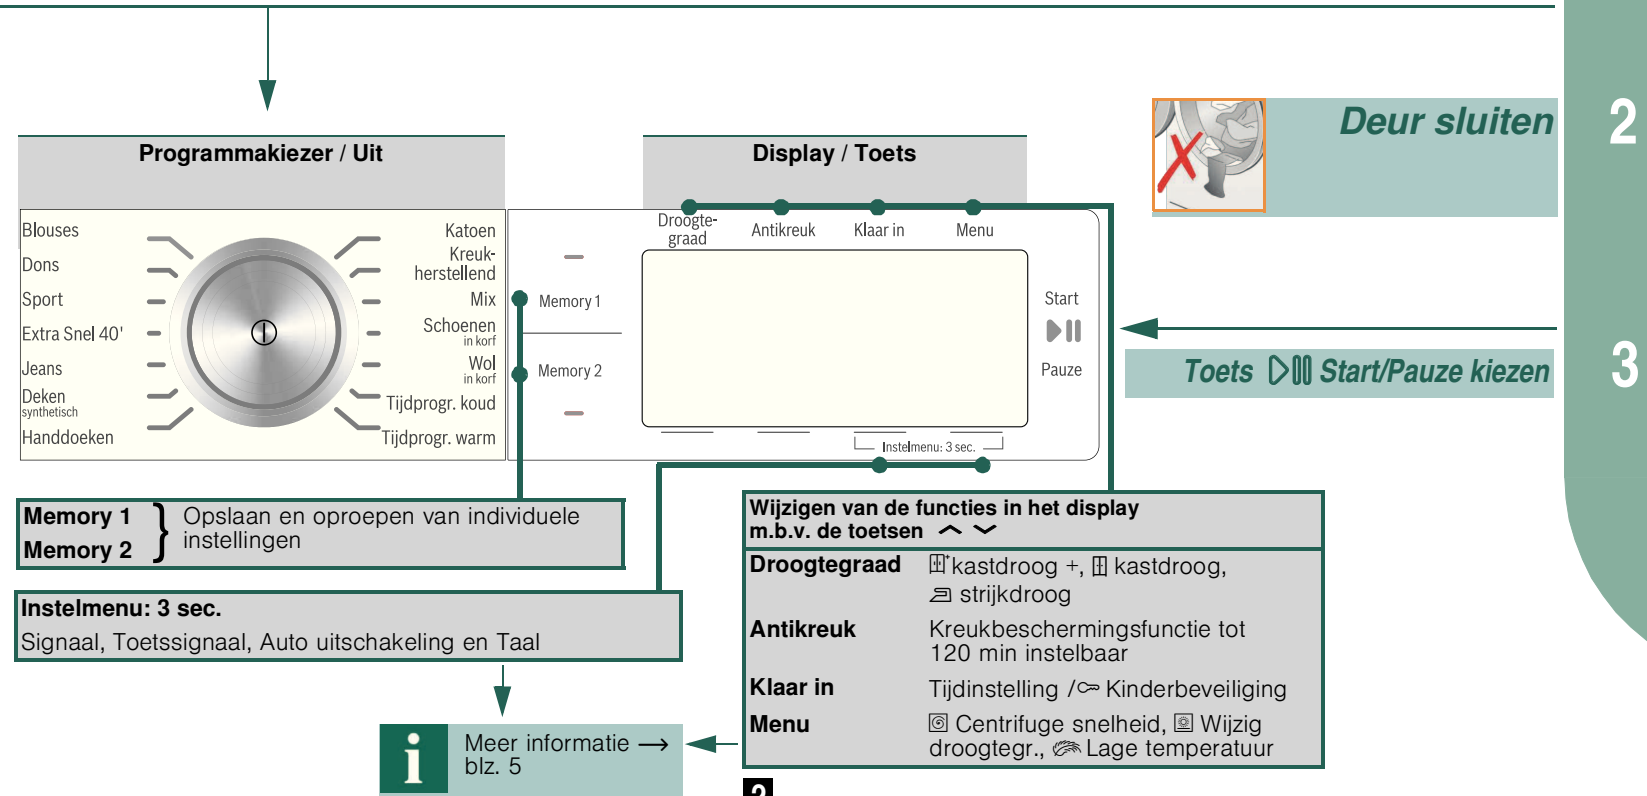 Deur sluiten
2
Programmakiezer / Uit
Display / Toets
Blouses
Dons
Sport
Extra Snel 40'
Jeans
Deken
synthetisch
Handdoeken
Katoen
Kreuk-
herstellend
Mix
Schoenen
in korf
Wol
in korf
Tijdprogr. koud
Tijdprogr. warm
Memory 1
Memory 2
Droogte-
graad
Antikreuk
Klaar in
Menu
Start
Pauze
Instelmenu: 3 sec.
Toets Start/Pauze kiezen
3
Memory 1
Memory 2
} Opslaan en oproepen van individuele
instellingen
Instelmenu: 3 sec.
Signaal, Toetssignaal, Auto uitschakeling en Taal
i
Meer informatie →
blz. 5
Wijzigen van de functies in het display
m.b.v. de toetsen
Droogtegraad kastdroog +, kastdroog,
strijkdroog
Antikreuk Kreukbeschermingsfunctie tot
120 min instelbaar
Klaar in Tijdinstelling / Kinderbeveiliging
Menu Centrifuge snelheid, Wijzig
droogtegr., Lage temperatuur